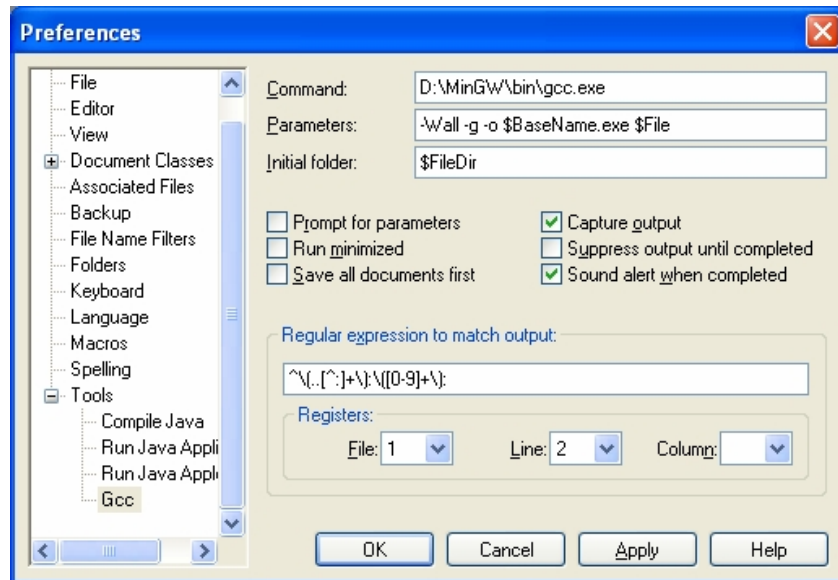 Preferences
File
Editor
View
Document Classes
Associated Files
Backup
File Name Filters
Folders
Keyboard
Language
Macros
Spelling
Tools
Compile Java
Run Java Appli
Run Java Apple
Gcc
Command: D:\MinGW\bin\gcc.exe
Parameters: -Wall -g -o $BaseName.exe $File
Initial folder: $FileDir
Prompt for parameters
Run minimized
Save all documents first
Capture output
Suppress output until completed
Sound alert when completed
Regular expression to match output:
^\(..[^:]+\):\([0-9]+\):
Registers:
File: 1 Line: 2 Column:
OK Cancel Apply Help